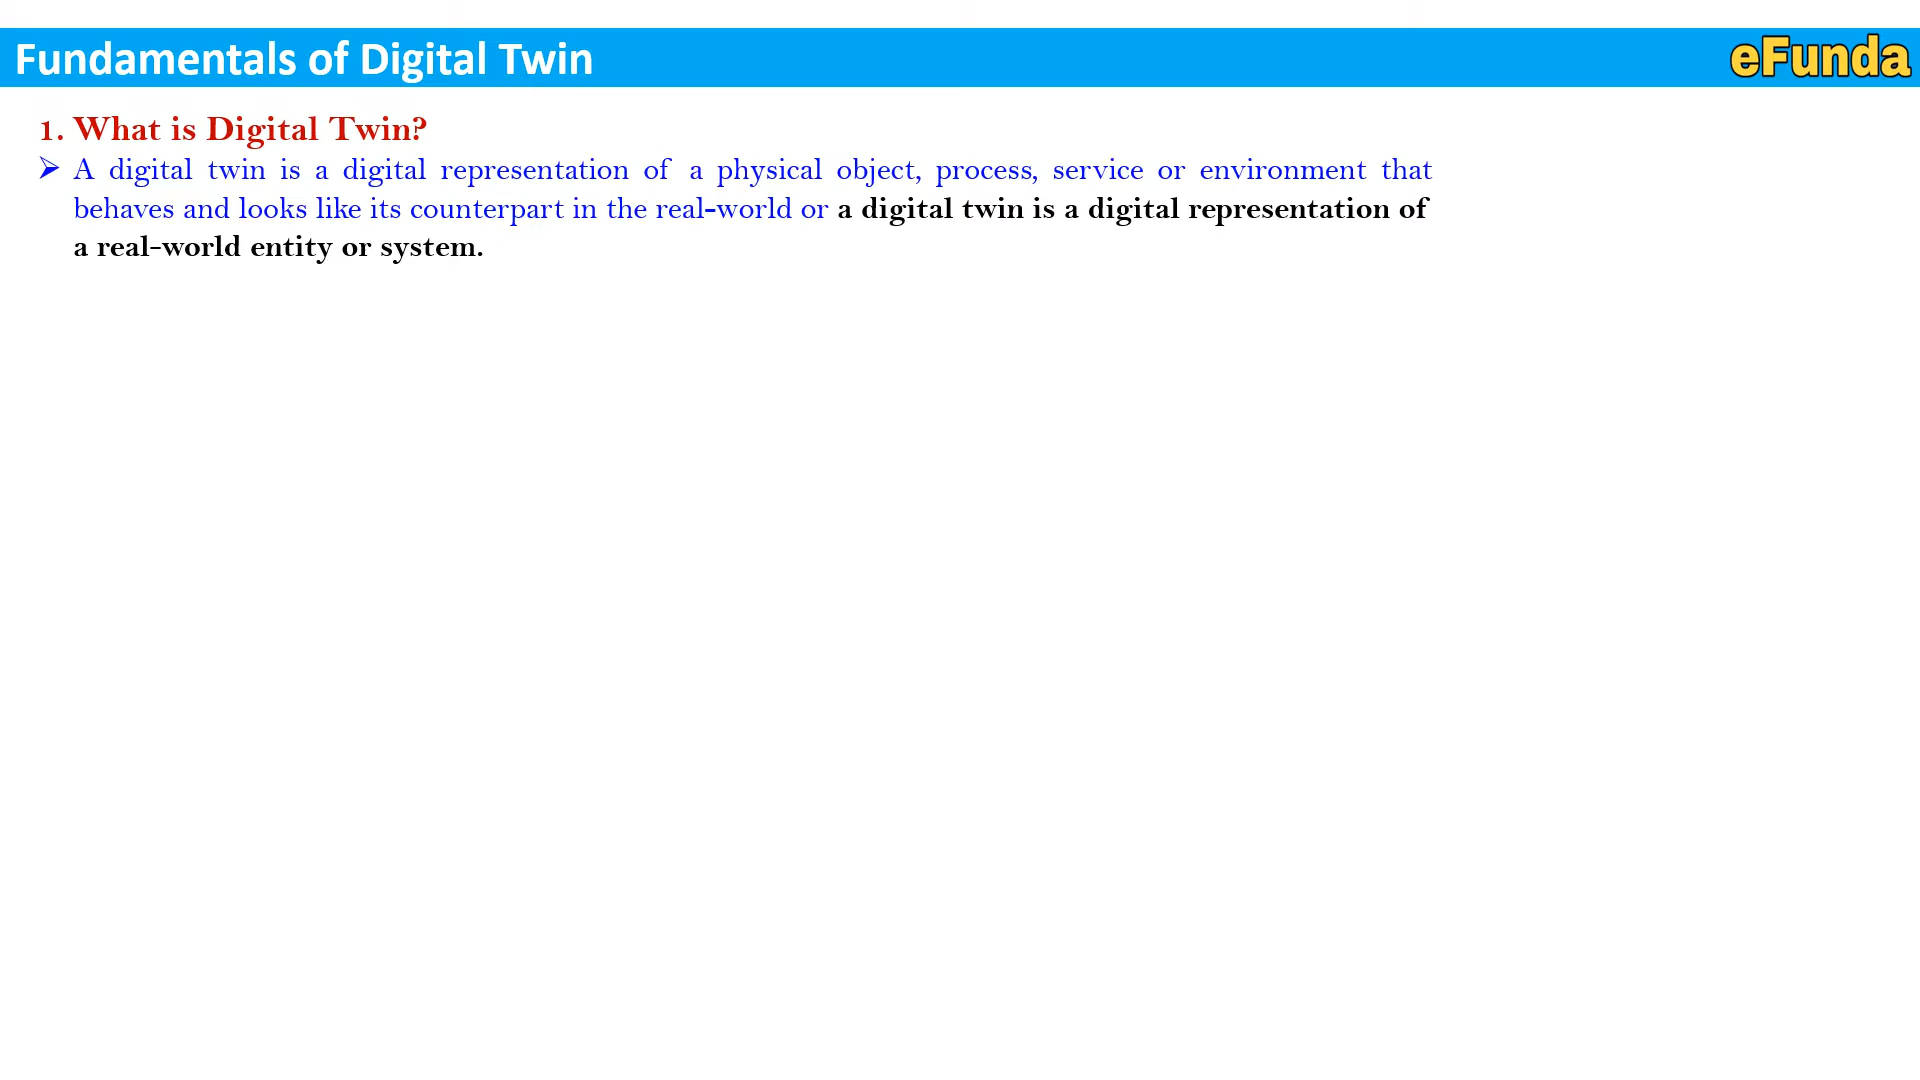 Fundamentals of Digital Twin
eFunda
1. What is Digital Twin?
➢ A digital twin is a digital representation of a physical object, process, service or environment that
behaves and looks like its counterpart in the real-world or a digital twin is a digital representation of
a real-world entity or system.